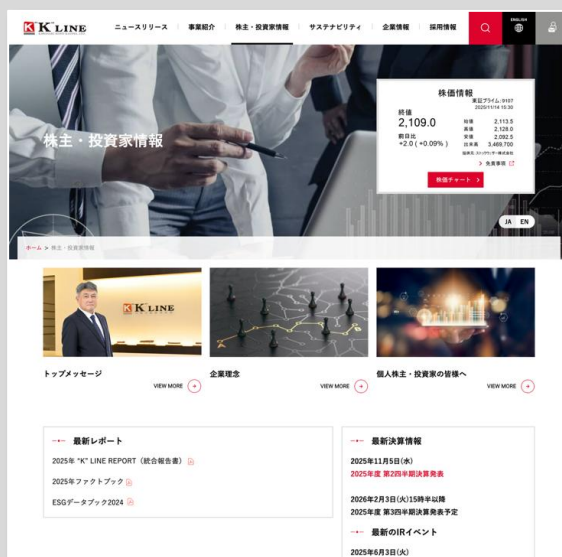 K K LINE
ニュースリリース
事業紹介
株主・投資家情報
サステナビリティ
企業情報
採用情報
ENGLISH
株主・投資家情報
株価情報
東証プライム: 9107
2025/11/14 15:30
終値
2,109.0
前日比
+2.0 ( +0.09% )
始値 2,113.5
高値 2,128.0
安値 2,092.5
出来高 3,469,700
> 免責事項
株価チャート >
JA EN
ホーム > 株主・投資家情報
K K LINE
トップメッセージ
VIEW MORE
企業理念
VIEW MORE
個人株主・投資家の皆様へ
VIEW MORE
最新レポート
2025年 “K” LINE REPORT（統合報告書）
2025年ファクトブック
ESGデータブック2024
最新決算情報
2025年11月5日(水)
2025年度 第2四半期決算発表
2026年2月3日(火)15時半以降
2025年度 第3四半期決算発表予定
最新のIRイベント
2025年6月3日(火)